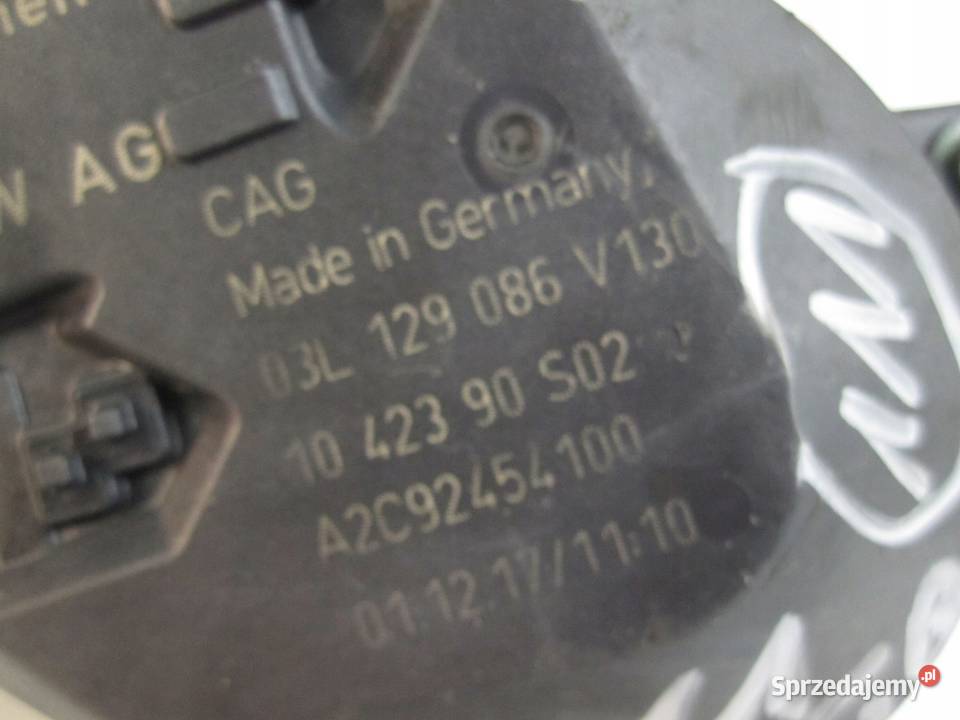 AG
CAG
Made in Germany
03L 129 086 V130
10 423 90 S02
A2C92454100
01.12.17/11:10
Sprzedajemy.pl